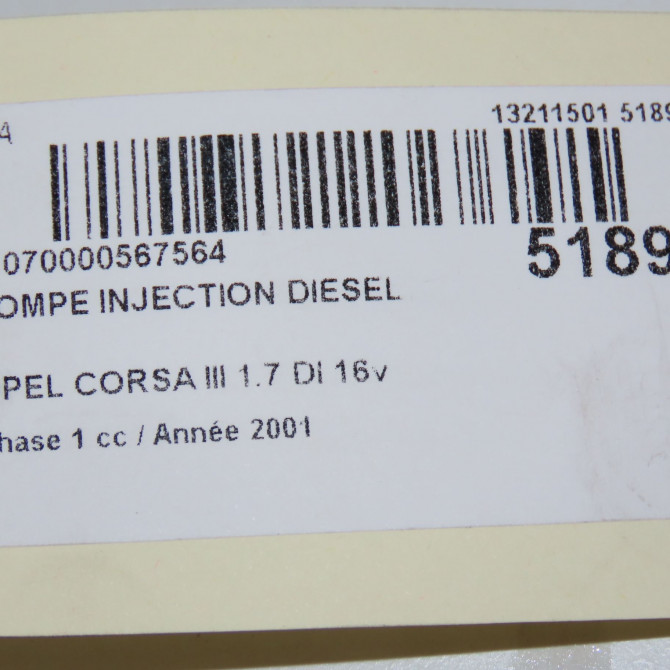 4
13211501 5189
070000567564
5189
OMPE INJECTION DIESEL
PEL CORSA III 1.7 DI 16v
hase 1 cc / Année 2001